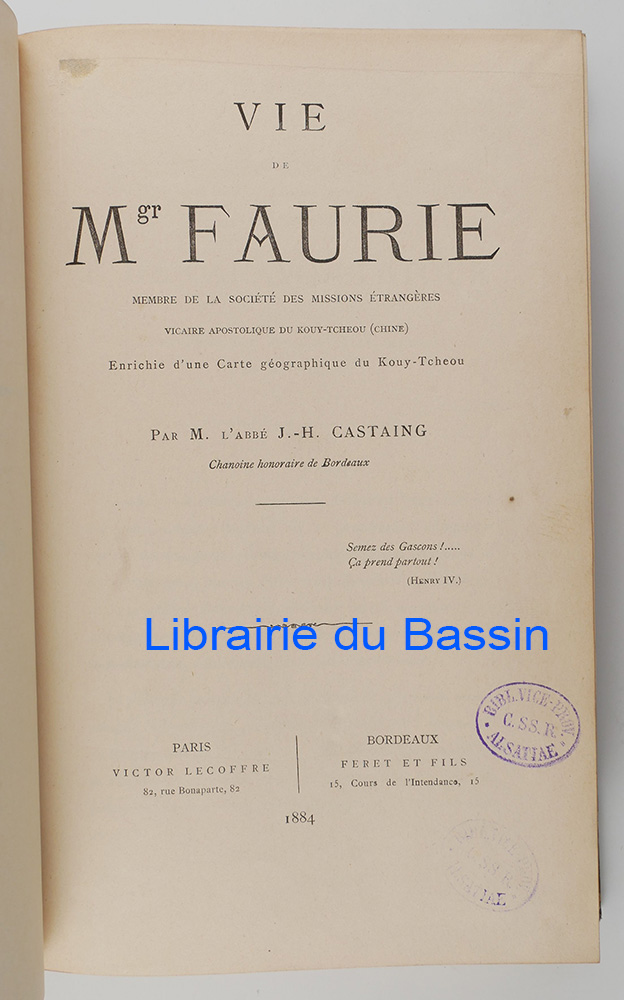 VIE
DE
Mgr FAURIE
MEMBRE DE LA SOCIÉTÉ DES MISSIONS ÉTRANGÈRES
VICAIRE APOSTOLIQUE DU KOUY-TCHEOU (CHINE)
Enrichie d'une Carte géographique du Kouy-Tcheou
PAR M. L'ABBÉ J.-H. CASTAING
Chanoine honoraire de Bordeaux
Semez des Gascons !.....
Ça prend partout !
(HENRY IV.)
Librairie du Bassin
BIBL. VICE-PROV.
C. SS. R.
ALSATIAE
PARIS
VICTOR LECOFFRE
82, rue Bonaparte, 82
BORDEAUX
FERET ET FILS
15, Cours de l'Intendance, 15
1884